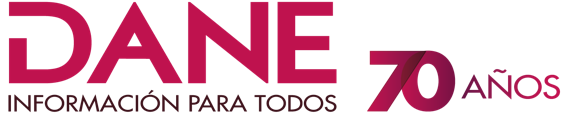 DANE
INFORMACIÓN PARA TODOS
70 AÑOS